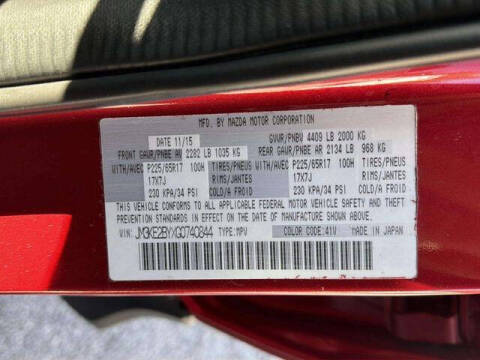 MFD. BY MAZDA MOTOR CORPORATION
DATE 11/15 GVWR/PNBV 4409 LB 2000 KG
FRONT GAWR/PNBE AV 2282 LB 1035 KG REAR GAWR/PNBE AR 2134 LB 968 KG
WITH/AVEC P225/65R17 100H TIRES/PNEUS WITH/AVEC P225/65R17 100H TIRES/PNEUS
17X7J RIMS/JANTES 17X7J RIMS/JANTES
230 KPA/34 PSI COLD/A FROID 230 KPA/34 PSI COLD/A FROID
THIS VEHICLE CONFORMS TO ALL APPLICABLE FEDERAL MOTOR VEHICLE SAFETY AND THEFT
PREVENTION STANDARDS IN EFFECT ON THE DATE OF MANUFACTURE SHOWN ABOVE.
VIN: JM3KE2BYXG0740844 TYPE: MPV COLOR CODE: 41V MADE IN JAPAN